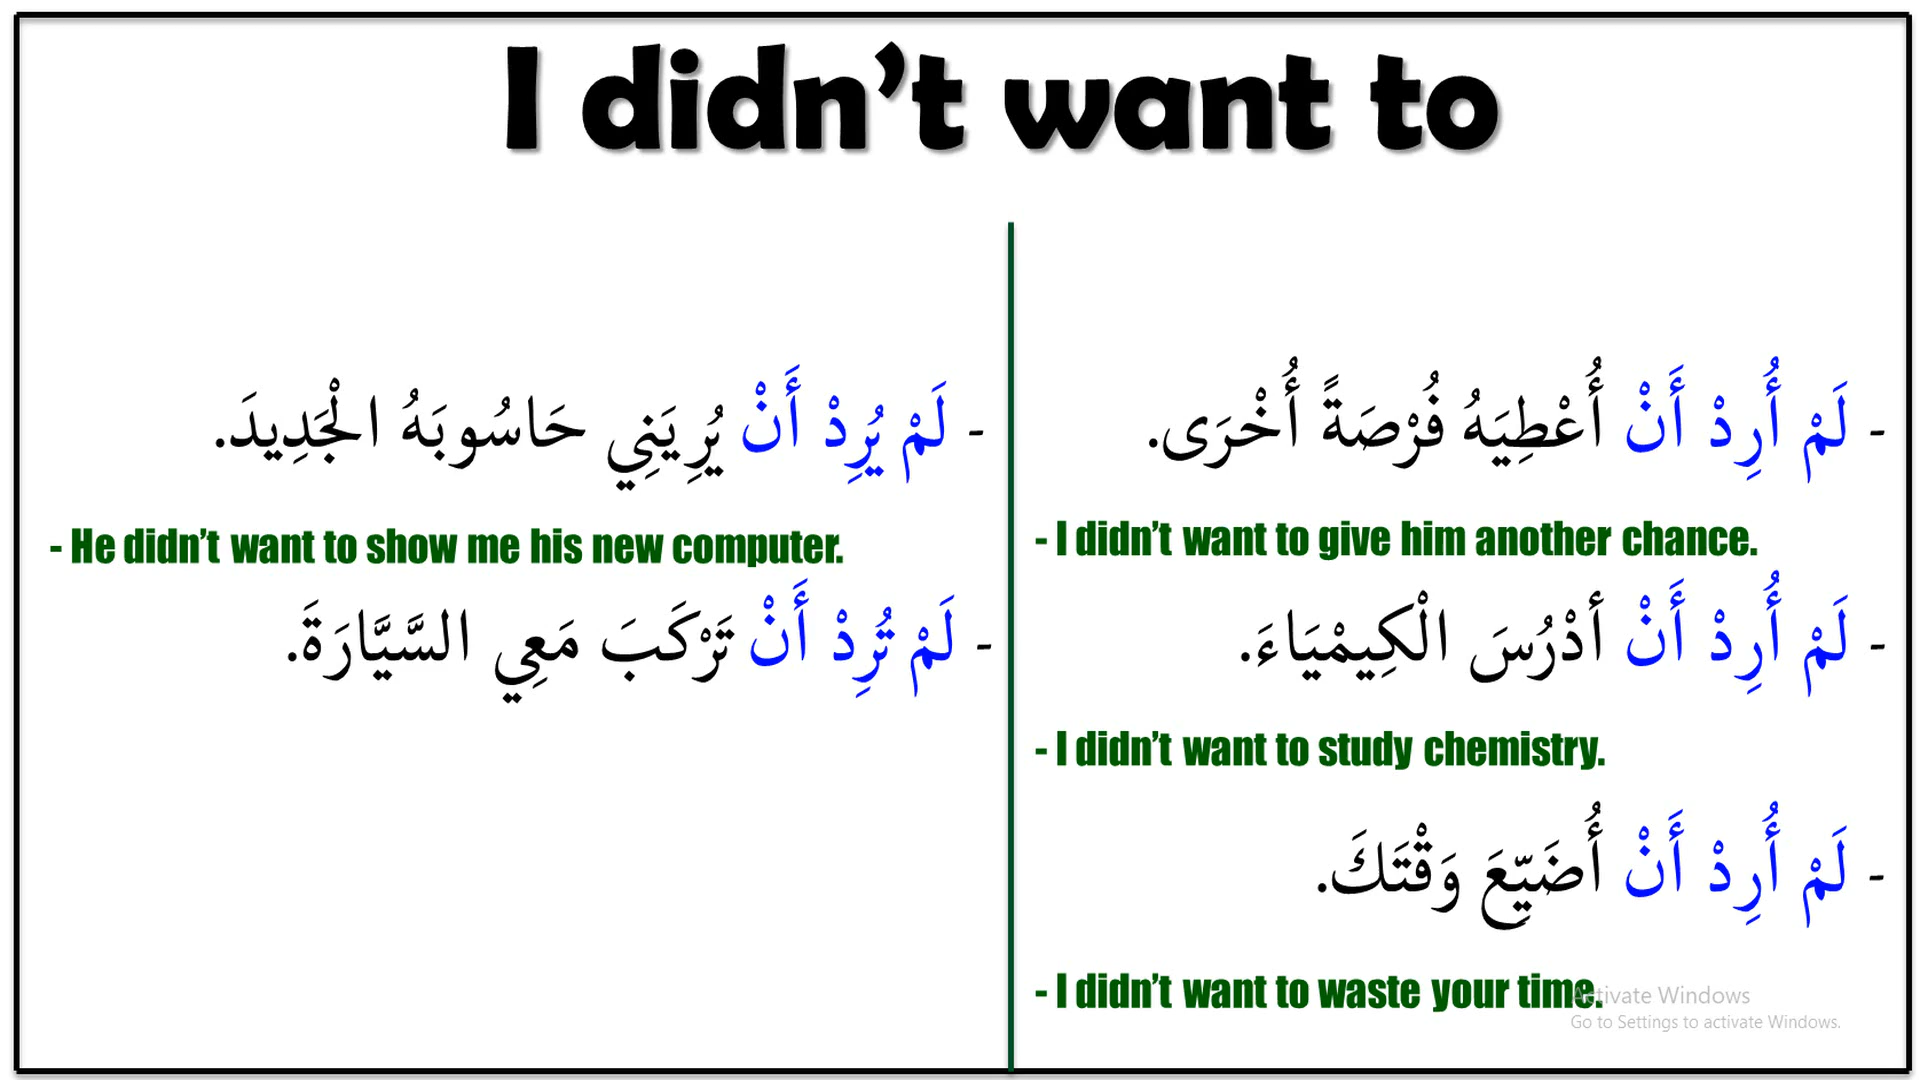 I didn't want to
- لَمْ أُرِدْ أَنْ أُعْطِيَهُ فُرْصَةً أُخْرَى.
- I didn't want to give him another chance.
- لَمْ أُرِدْ أَنْ أدْرُسَ الْكِيمْيَاءَ.
- I didn't want to study chemistry.
- لَمْ أُرِدْ أَنْ أُضَيِّعَ وَقْتَكَ.
- I didn't want to waste your time.
- لَمْ يُرِدْ أَنْ يُرِيَنِي حَاسُوبَهُ الْجَدِيدَ.
- He didn't want to show me his new computer.
- لَمْ تُرِدْ أَنْ تَرْكَبَ مَعِي السَّيَّارَةَ.
Activate Windows
Go to Settings to activate Windows.